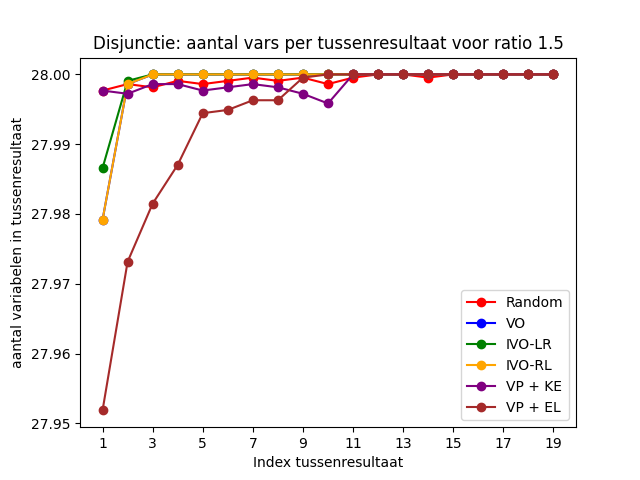 Disjunctie: aantal vars per tussenresultaat voor ratio 1.5
aantal variabelen in tussenresultaat
28.00
27.99
27.98
27.97
27.96
27.95
1 3 5 7 9 11 13 15 17 19
Index tussenresultaat
Random
VO
IVO-LR
IVO-RL
VP + KE
VP + EL